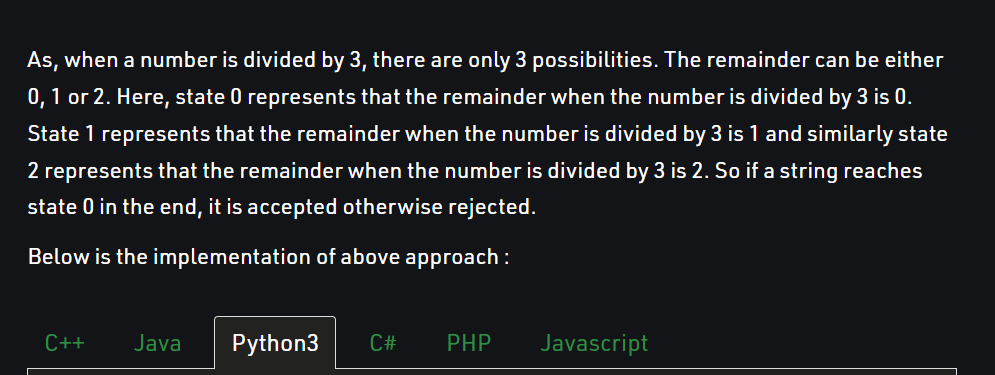 As, when a number is divided by 3, there are only 3 possibilities. The remainder can be either
0, 1 or 2. Here, state 0 represents that the remainder when the number is divided by 3 is 0.
State 1 represents that the remainder when the number is divided by 3 is 1 and similarly state
2 represents that the remainder when the number is divided by 3 is 2. So if a string reaches
state 0 in the end, it is accepted otherwise rejected.
Below is the implementation of above approach :
C++ Java Python3 C# PHP Javascript